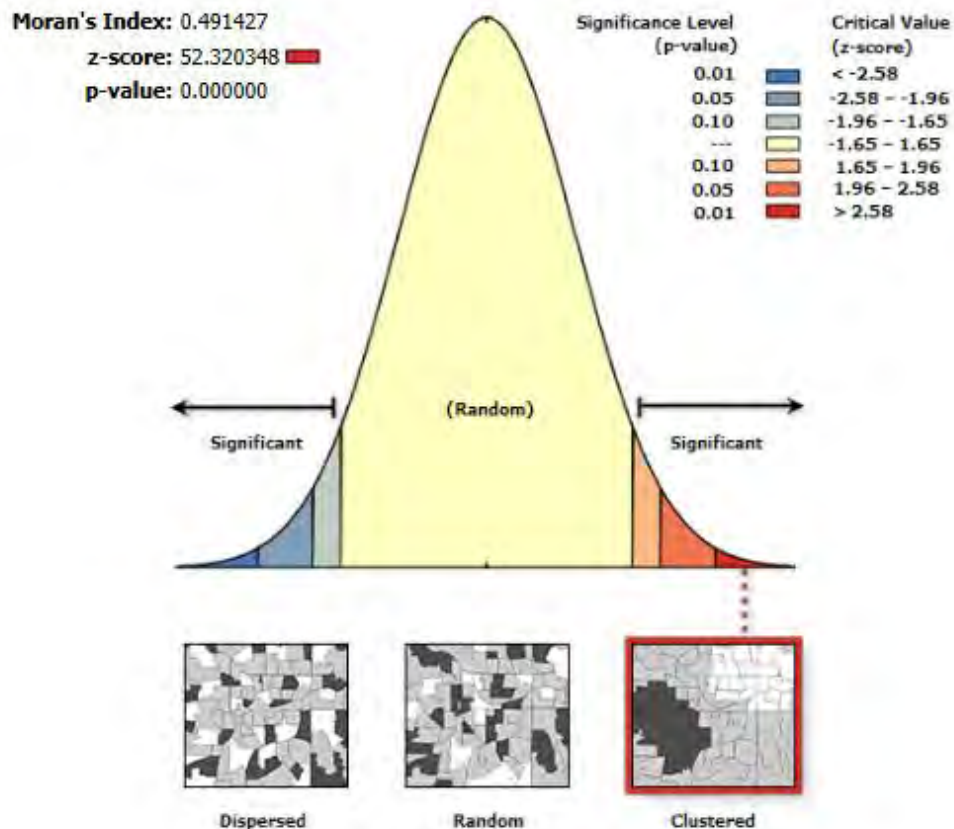 Moran's Index: 0.491427
z-score: 52.320348
p-value: 0.000000
Significance Level
(p-value)
0.01
0.05
0.10
---
0.10
0.05
0.01
Critical Value
(z-score)
< -2.58
-2.58 – -1.96
-1.96 – -1.65
-1.65 – 1.65
1.65 – 1.96
1.96 – 2.58
> 2.58
(Random)
Significant
Significant
Dispersed
Random
Clustered